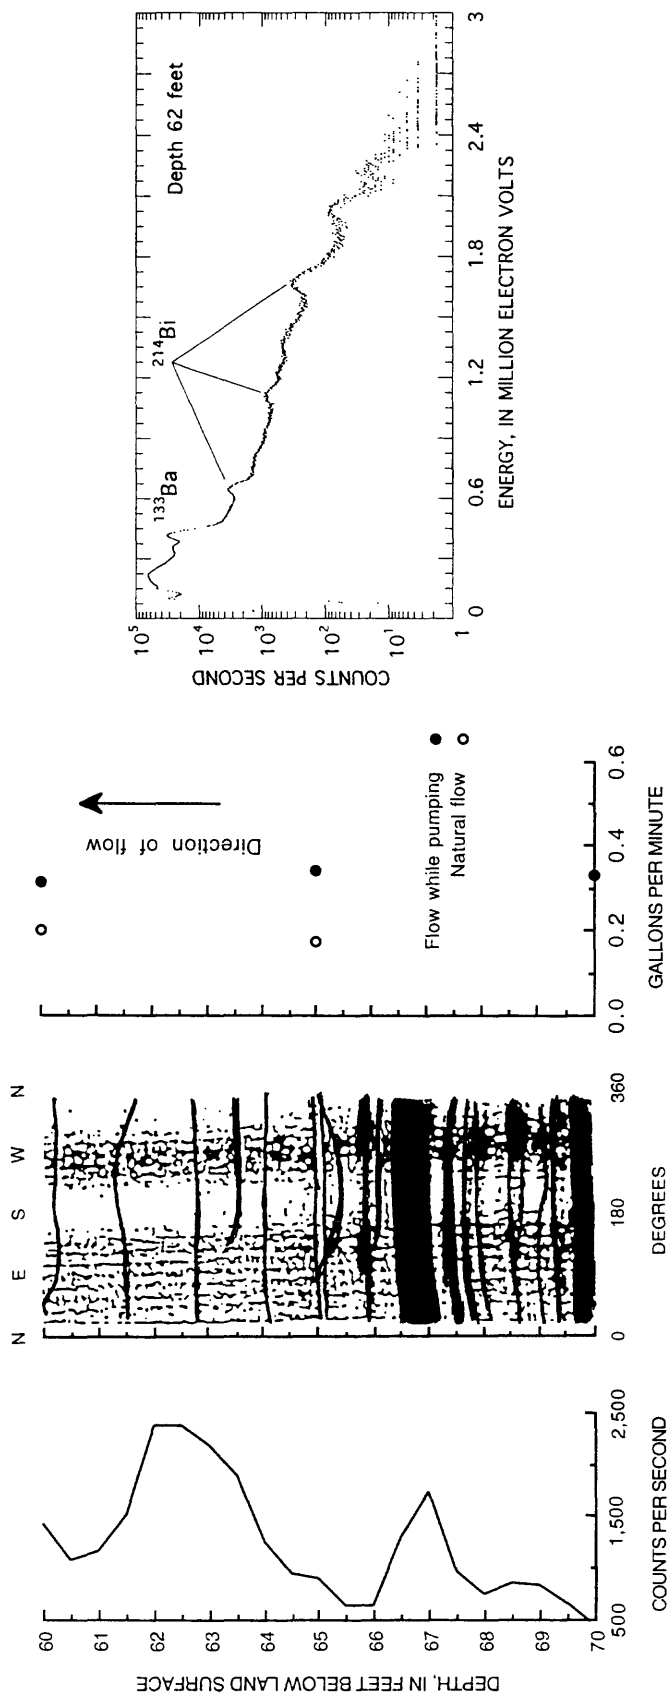 DEPTH, IN FEET BELOW LAND SURFACE
60
61
62
63
64
65
66
67
68
69
70
500
1,500
2,500
COUNTS PER SECOND
N E S W N
0
180
360
DEGREES
Direction of flow
Flow while pumping
Natural flow
0.0
0.2
0.4
0.6
GALLONS PER MINUTE
COUNTS PER SECOND
10^5
10^4
10^3
10^2
10^1
1
133Ba
214Bi
Depth 62 feet
0
0.6
1.2
1.8
2.4
3
ENERGY, IN MILLION ELECTRON VOLTS